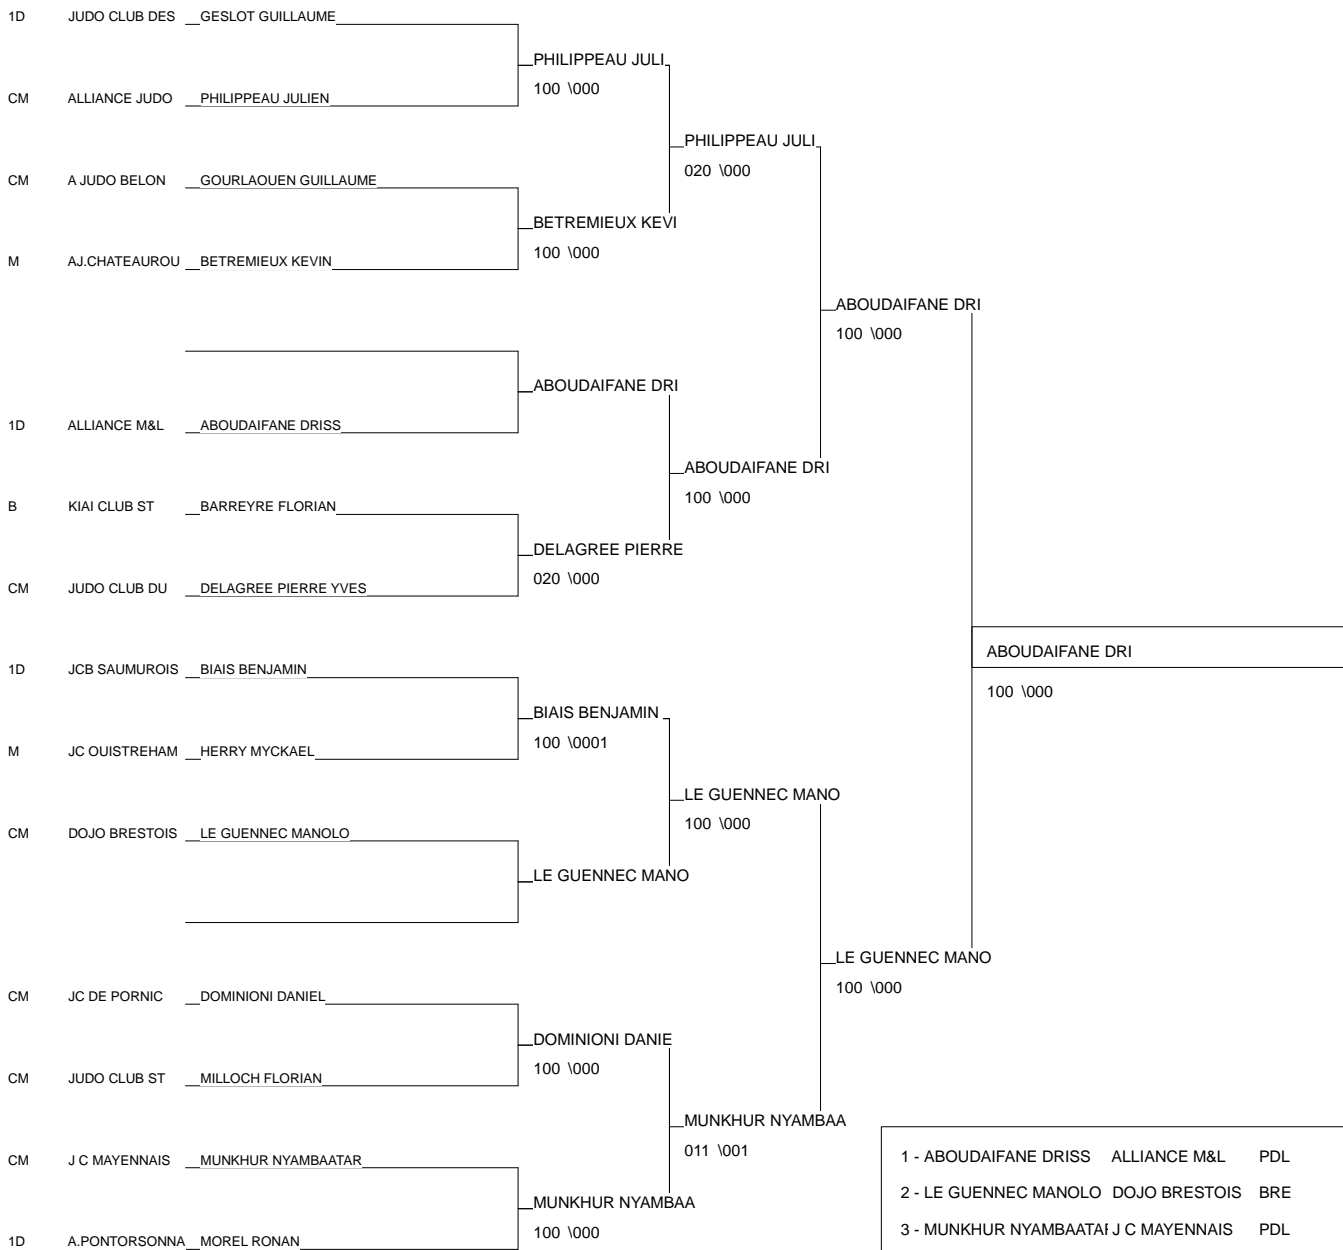 1D JUDO CLUB DES GESLOT GUILLAUME
PHILIPPEAU JULI
100 \000
CM ALLIANCE JUDO PHILIPPEAU JULIEN
PHILIPPEAU JULI
020 \000
CM A JUDO BELON GOURLAOUEN GUILLAUME
BETREMIEUX KEVI
100 \000
M AJ.CHATEAUROU BETREMIEUX KEVIN
ABOUDAIFANE DRI
100 \000
ABOUDAIFANE DRI
1D ALLIANCE M&L ABOUDAIFANE DRISS
ABOUDAIFANE DRI
100 \000
B KIAI CLUB ST BARREYRE FLORIAN
DELAGREE PIERRE
020 \000
CM JUDO CLUB DU DELAGREE PIERRE YVES
ABOUDAIFANE DRI
100 \000
1D JCB SAUMUROIS BIAIS BENJAMIN
BIAIS BENJAMIN
100 \0001
M JC OUISTREHAM HERRY MYCKAEL
LE GUENNEC MANO
100 \000
CM DOJO BRESTOIS LE GUENNEC MANOLO
LE GUENNEC MANO
LE GUENNEC MANO
100 \000
CM JC DE PORNIC DOMINIONI DANIEL
DOMINIONI DANIE
100 \000
CM JUDO CLUB ST MILLOCH FLORIAN
MUNKHUR NYAMBAA
011 \001
CM J C MAYENNAIS MUNKHUR NYAMBAATAR
MUNKHUR NYAMBAA
100 \000
1D A.PONTORSONNA MOREL RONAN
1 - ABOUDAIFANE DRISS ALLIANCE M&L PDL
2 - LE GUENNEC MANOLO DOJO BRESTOIS BRE
3 - MUNKHUR NYAMBAATAR J C MAYENNAIS PDL